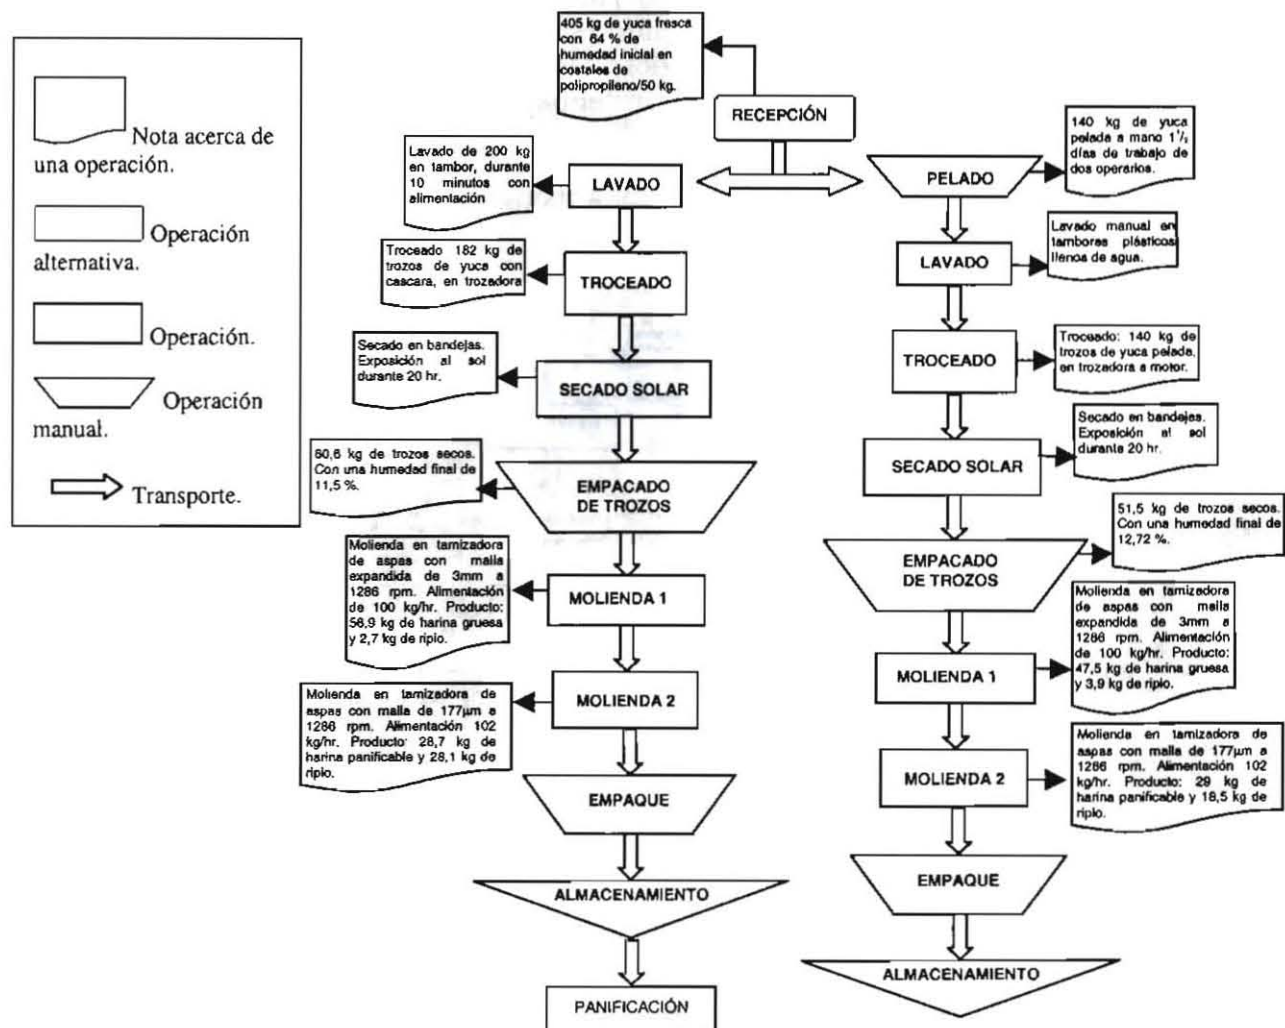 Nota acerca de
una operación.
Operación
alternativa.
Operación.
Operación
manual.
Transporte.
405 kg de yuca fresca
con 64 % de
humedad inicial en
costales de
polipropileno/50 kg.
RECEPCIÓN
Lavado de 200 kg
en tambor, durante
10 minutos con
alimentación
LAVADO
Troceado 182 kg de
trozos de yuca con
cascara, en trozadora
TROCEADO
Secado en bandejas.
Exposición al sol
durante 20 hr.
SECADO SOLAR
60,6 kg de trozos secos.
Con una humedad final de
11,5 %.
EMPACADO
DE TROZOS
Molienda en tamizadora
de aspas con malla
expandida de 3mm a
1286 rpm. Alimentación
de 100 kg/hr. Producto:
56,9 kg de harina gruesa
y 2,7 kg de ripio.
MOLIENDA 1
Molienda en tamizadora de
aspas con malla de 177µm a
1286 rpm. Alimentación 102
kg/hr. Producto: 28,7 kg de
harina panificable y 28,1 kg de
ripio.
MOLIENDA 2
EMPAQUE
ALMACENAMIENTO
PANIFICACIÓN
PELADO
140 kg de yuca
pelada a mano 1 1/2
días de trabajo de
dos operarios.
LAVADO
Lavado manual en
tambores plásticos
llenos de agua.
TROCEADO
Troceado: 140 kg de
trozos de yuca pelada,
en trozadora a motor.
SECADO SOLAR
Secado en bandejas.
Exposición al sol
durante 20 hr.
EMPACADO
DE TROZOS
51,5 kg de trozos secos.
Con una humedad final de
12,72 %.
MOLIENDA 1
Molienda en tamizadora
de aspas con malla
expandida de 3mm a
1286 rpm. Alimentación
de 100 kg/hr. Producto:
47,5 kg de harina gruesa
y 3,9 kg de ripio.
MOLIENDA 2
Molienda en tamizadora de
aspas con malla de 177µm a
1286 rpm. Alimentación 102
kg/hr. Producto: 29 kg de
harina panificable y 18,5 kg de
ripio.
EMPAQUE
ALMACENAMIENTO